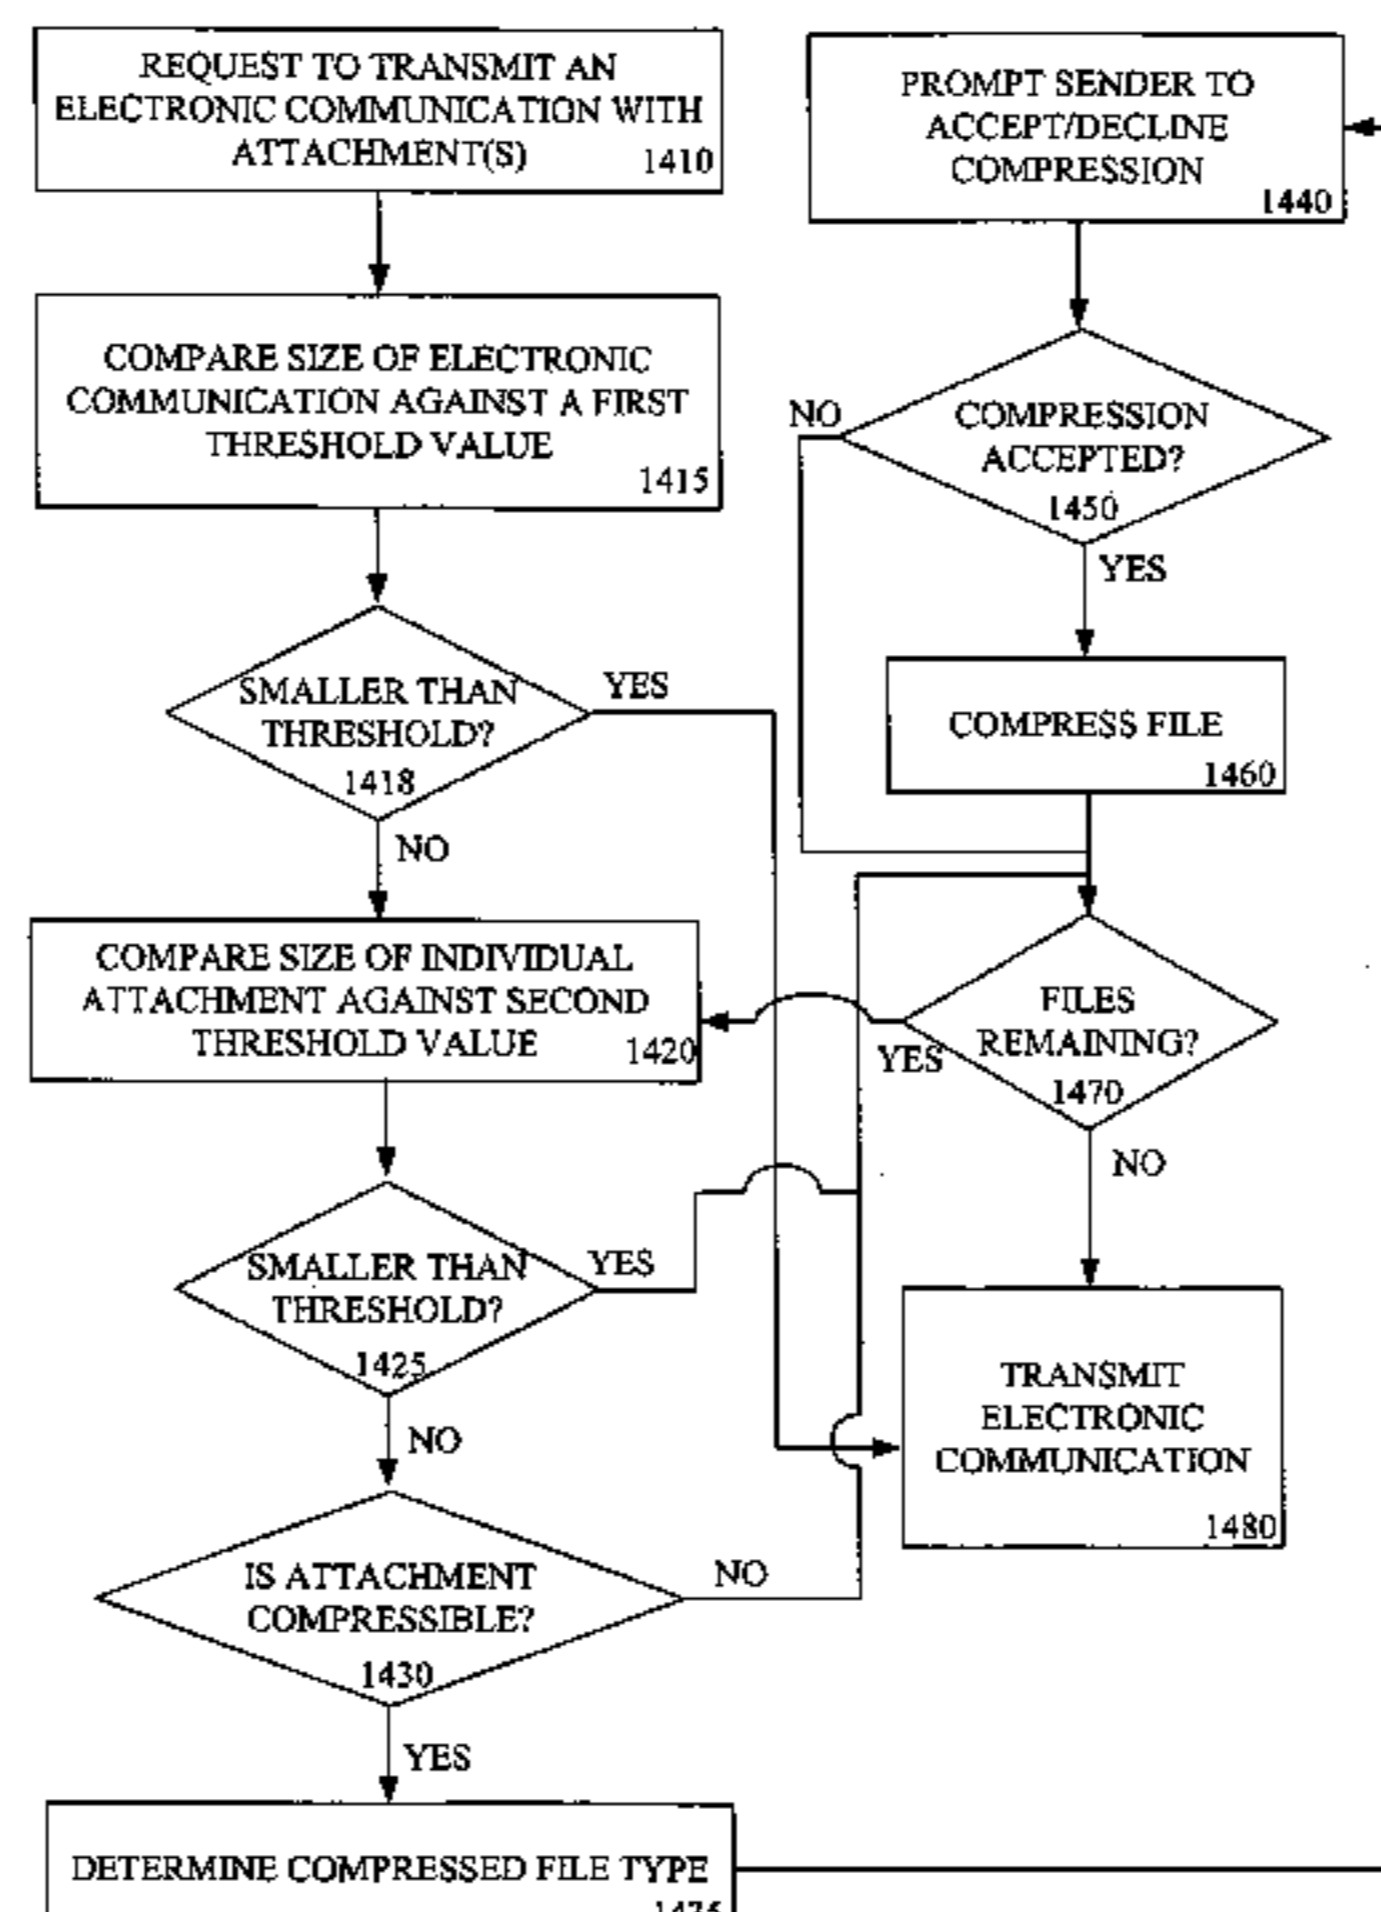 REQUEST TO TRANSMIT AN
ELECTRONIC COMMUNICATION WITH
ATTACHMENT(S)
1410
COMPARE SIZE OF ELECTRONIC
COMMUNICATION AGAINST A FIRST
THRESHOLD VALUE
1415
SMALLER THAN
THRESHOLD?
1418
YES
NO
COMPARE SIZE OF INDIVIDUAL
ATTACHMENT AGAINST SECOND
THRESHOLD VALUE
1420
SMALLER THAN
THRESHOLD?
1425
YES
NO
IS ATTACHMENT
COMPRESSIBLE?
1430
NO
YES
DETERMINE COMPRESSED FILE TYPE
PROMPT SENDER TO
ACCEPT/DECLINE
COMPRESSION
1440
NO
COMPRESSION
ACCEPTED?
1450
YES
COMPRESS FILE
1460
FILES
REMAINING?
1470
YES
NO
TRANSMIT
ELECTRONIC
COMMUNICATION
1480